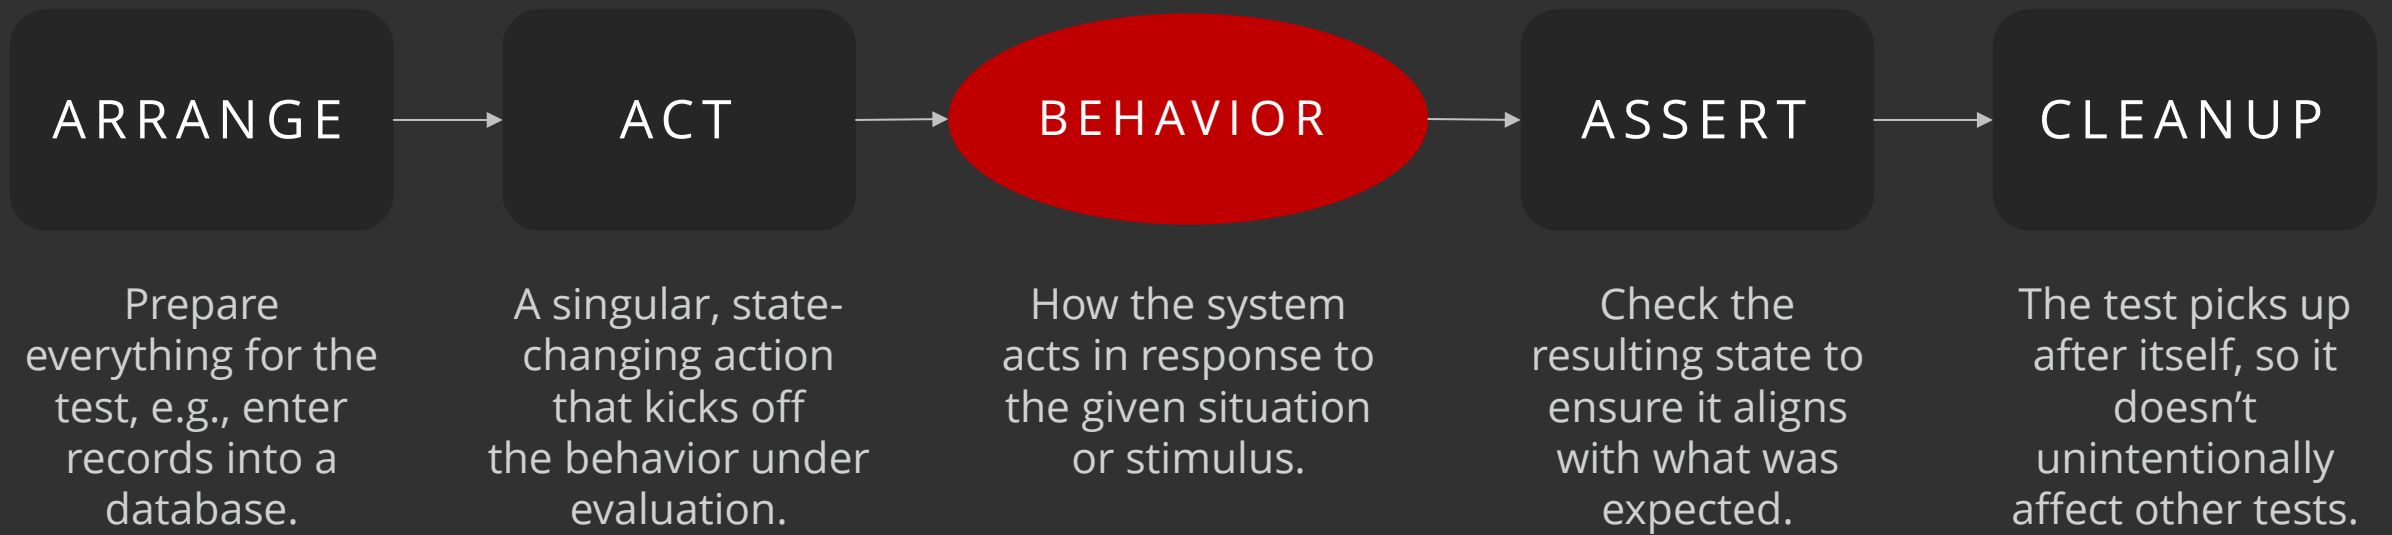 ARRANGE
ACT
BEHAVIOR
ASSERT
CLEANUP
Prepare
everything for the
test, e.g., enter
records into a
database.
A singular, state-
changing action
that kicks off
the behavior under
evaluation.
How the system
acts in response to
the given situation
or stimulus.
Check the
resulting state to
ensure it aligns
with what was
expected.
The test picks up
after itself, so it
doesn’t
unintentionally
affect other tests.